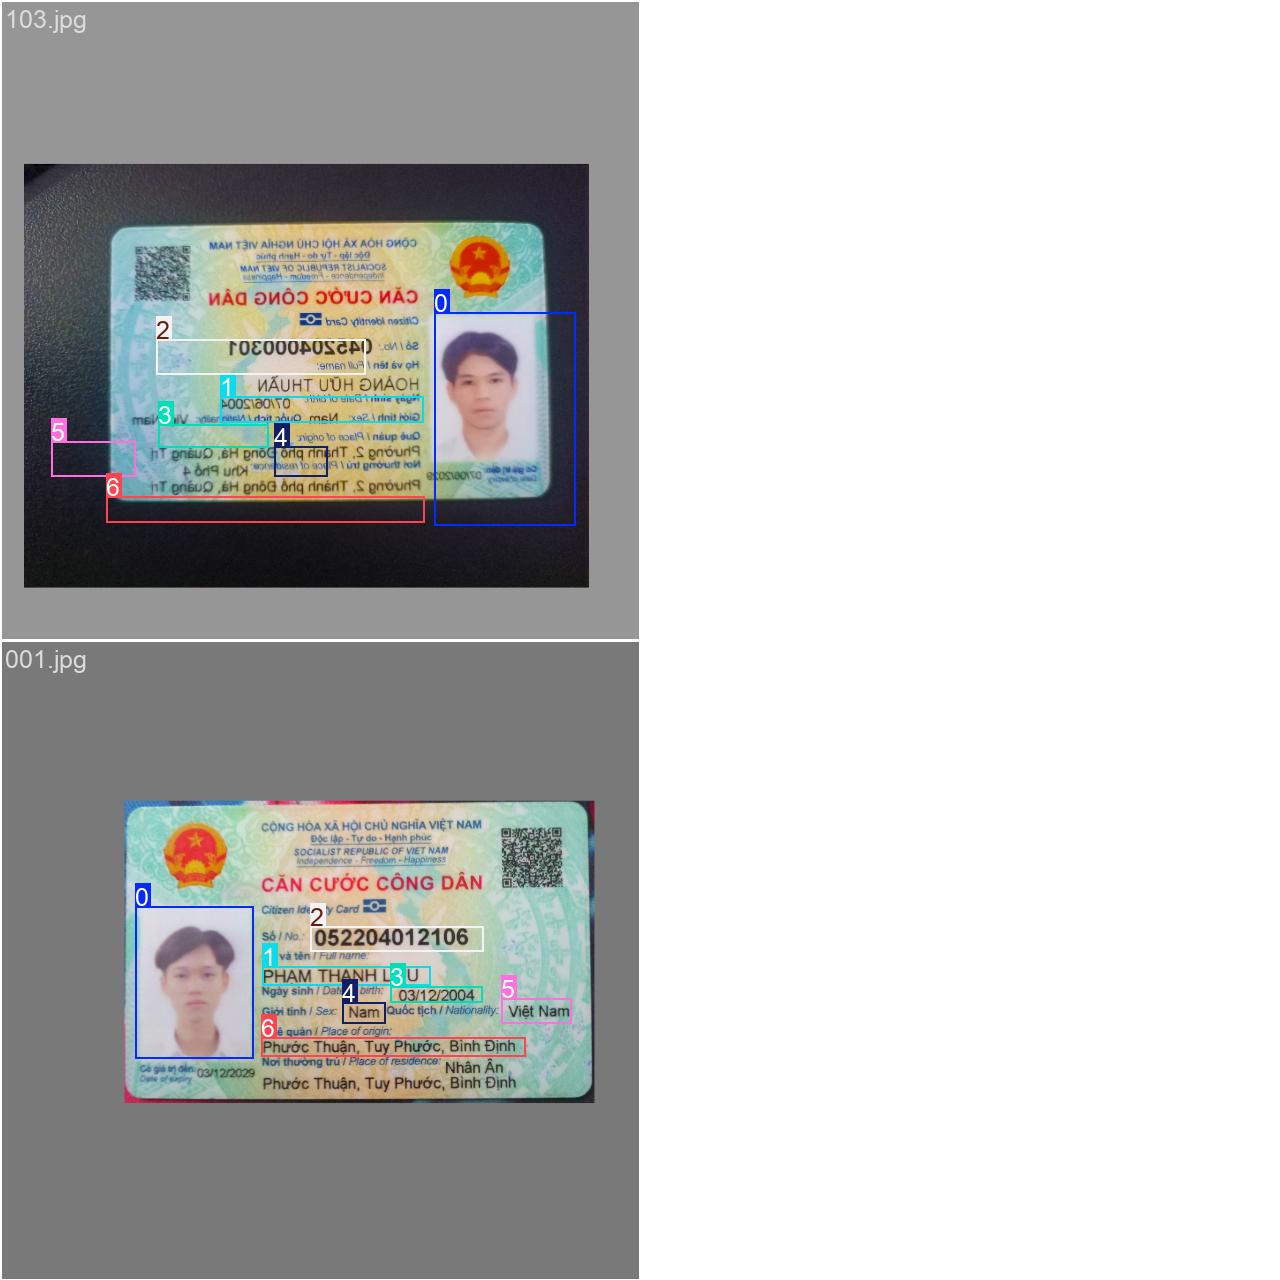 103.jpg
CỘNG HÒA XÃ HỘI CHỦ NGHĨA VIỆT NAM
Độc lập - Tự do - Hạnh phúc
SOCIALIST REPUBLIC OF VIET NAM
Independence - Freedom - Happiness
CĂN CƯỚC CÔNG DÂN
Citizen Identity Card
0
2
Số / No.: 045204000301
Họ và tên / Full name:
HOÀNG HỮU THUẬN
1
Ngày sinh / Date of birth: 07/06/2004
3
Giới tính / Sex: Nam Quốc tịch / Nationality: Việt Nam
5
4
Quê quán / Place of origin:
Phường 2, Thành phố Đông Hà, Quảng Trị
Nơi thường trú / Place of residence: Khu Phố 4
Phường 2, Thành phố Đông Hà, Quảng Trị
Có giá trị đến: 07/06/2029
Date of expiry
6
001.jpg
CỘNG HÒA XÃ HỘI CHỦ NGHĨA VIỆT NAM
Độc lập - Tự do - Hạnh phúc
SOCIALIST REPUBLIC OF VIET NAM
Independence - Freedom - Happiness
CĂN CƯỚC CÔNG DÂN
0
Citizen Identity Card
2
Số / No.: 052204012106
1
và tên / Full name:
PHẠM THANH
3
Ngày sinh / Date birth: 03/12/2004
4
5
Giới tính / Sex: Nam Quốc tịch / Nationality: Việt Nam
6
quán / Place of origin:
Phước Thuận, Tuy Phước, Bình Định
Nơi thường trú / Place of residence: Nhân Ân
Phước Thuận, Tuy Phước, Bình Định
Có giá trị đến: 03/12/2029
Date of expiry